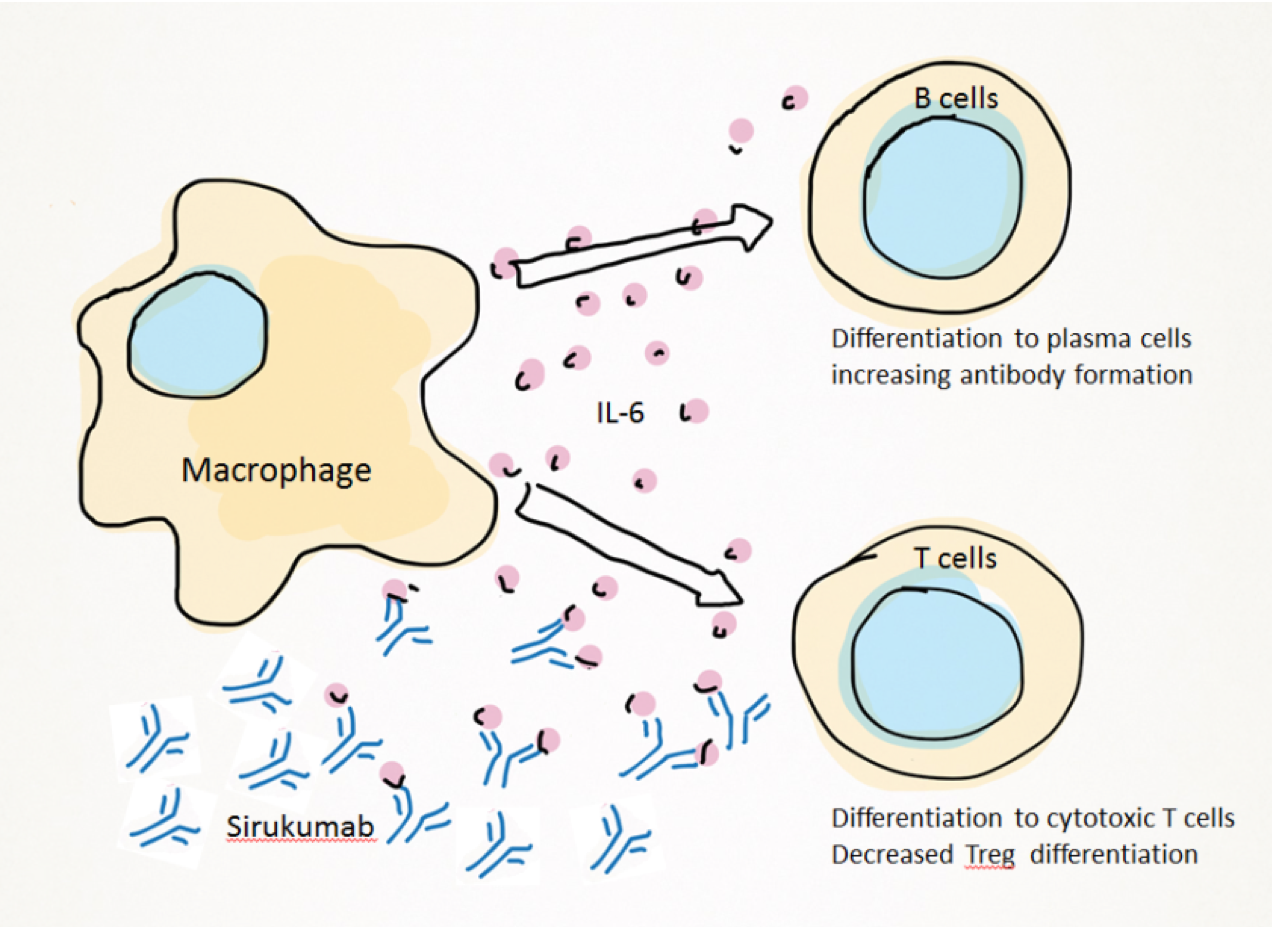 B cells
Differentiation to plasma cells
increasing antibody formation
IL-6
Macrophage
T cells
Sirukumab
Differentiation to cytotoxic T cells
Decreased Treg differentiation